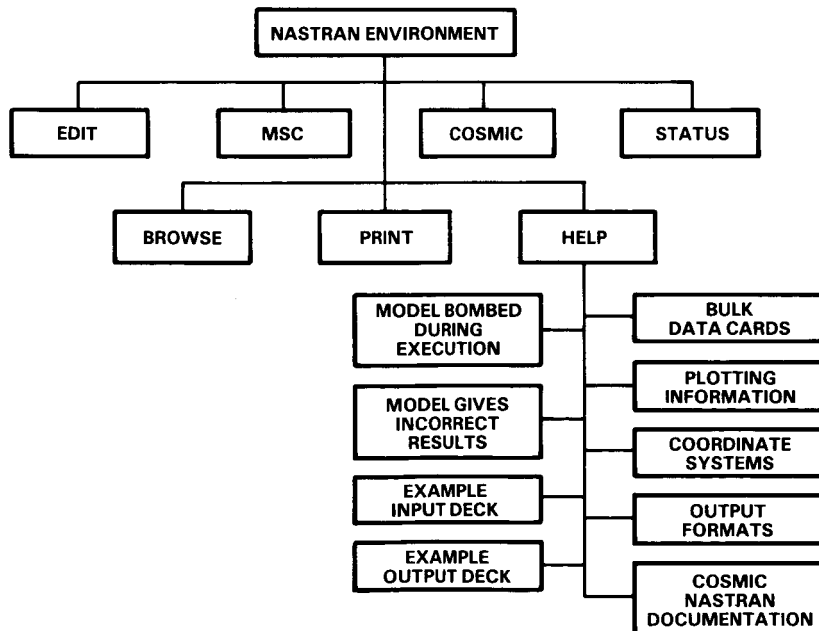 NASTRAN ENVIRONMENT
EDIT
MSC
COSMIC
STATUS
BROWSE
PRINT
HELP
MODEL BOMBED
DURING
EXECUTION
MODEL GIVES
INCORRECT
RESULTS
EXAMPLE
INPUT DECK
EXAMPLE
OUTPUT DECK
BULK
DATA CARDS
PLOTTING
INFORMATION
COORDINATE
SYSTEMS
OUTPUT
FORMATS
COSMIC
NASTRAN
DOCUMENTATION